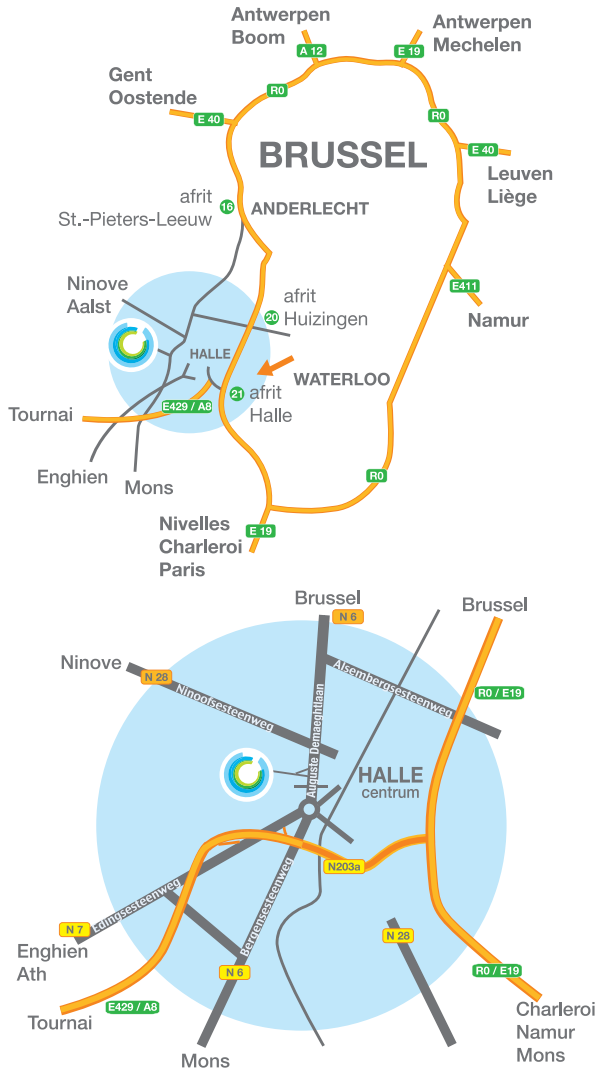 Antwerpen
Boom
Antwerpen
Mechelen
A 12
E 19
Gent
Oostende
R0
E 40
R0
BRUSSEL
E 40
Leuven
Liège
afrit
St.-Pieters-Leeuw
16
ANDERLECHT
E411
Namur
Ninove
Aalst
20
afrit
Huizingen
HALLE
WATERLOO
21
afrit
Halle
E429 / A8
Tournai
Enghien
Mons
R0
Nivelles
Charleroi
Paris
E 19
Brussel
N 6
Brussel
Ninove
N 28
Ninoofsesteenweg
Alsembergsesteenweg
R0 / E19
Auguste Demaeghtlaan
HALLE
centrum
N203a
Edingsesteenweg
Bergensesteenweg
N 7
N 6
N 28
Enghien
Ath
R0 / E19
E429 / A8
Tournai
Mons
Charleroi
Namur
Mons